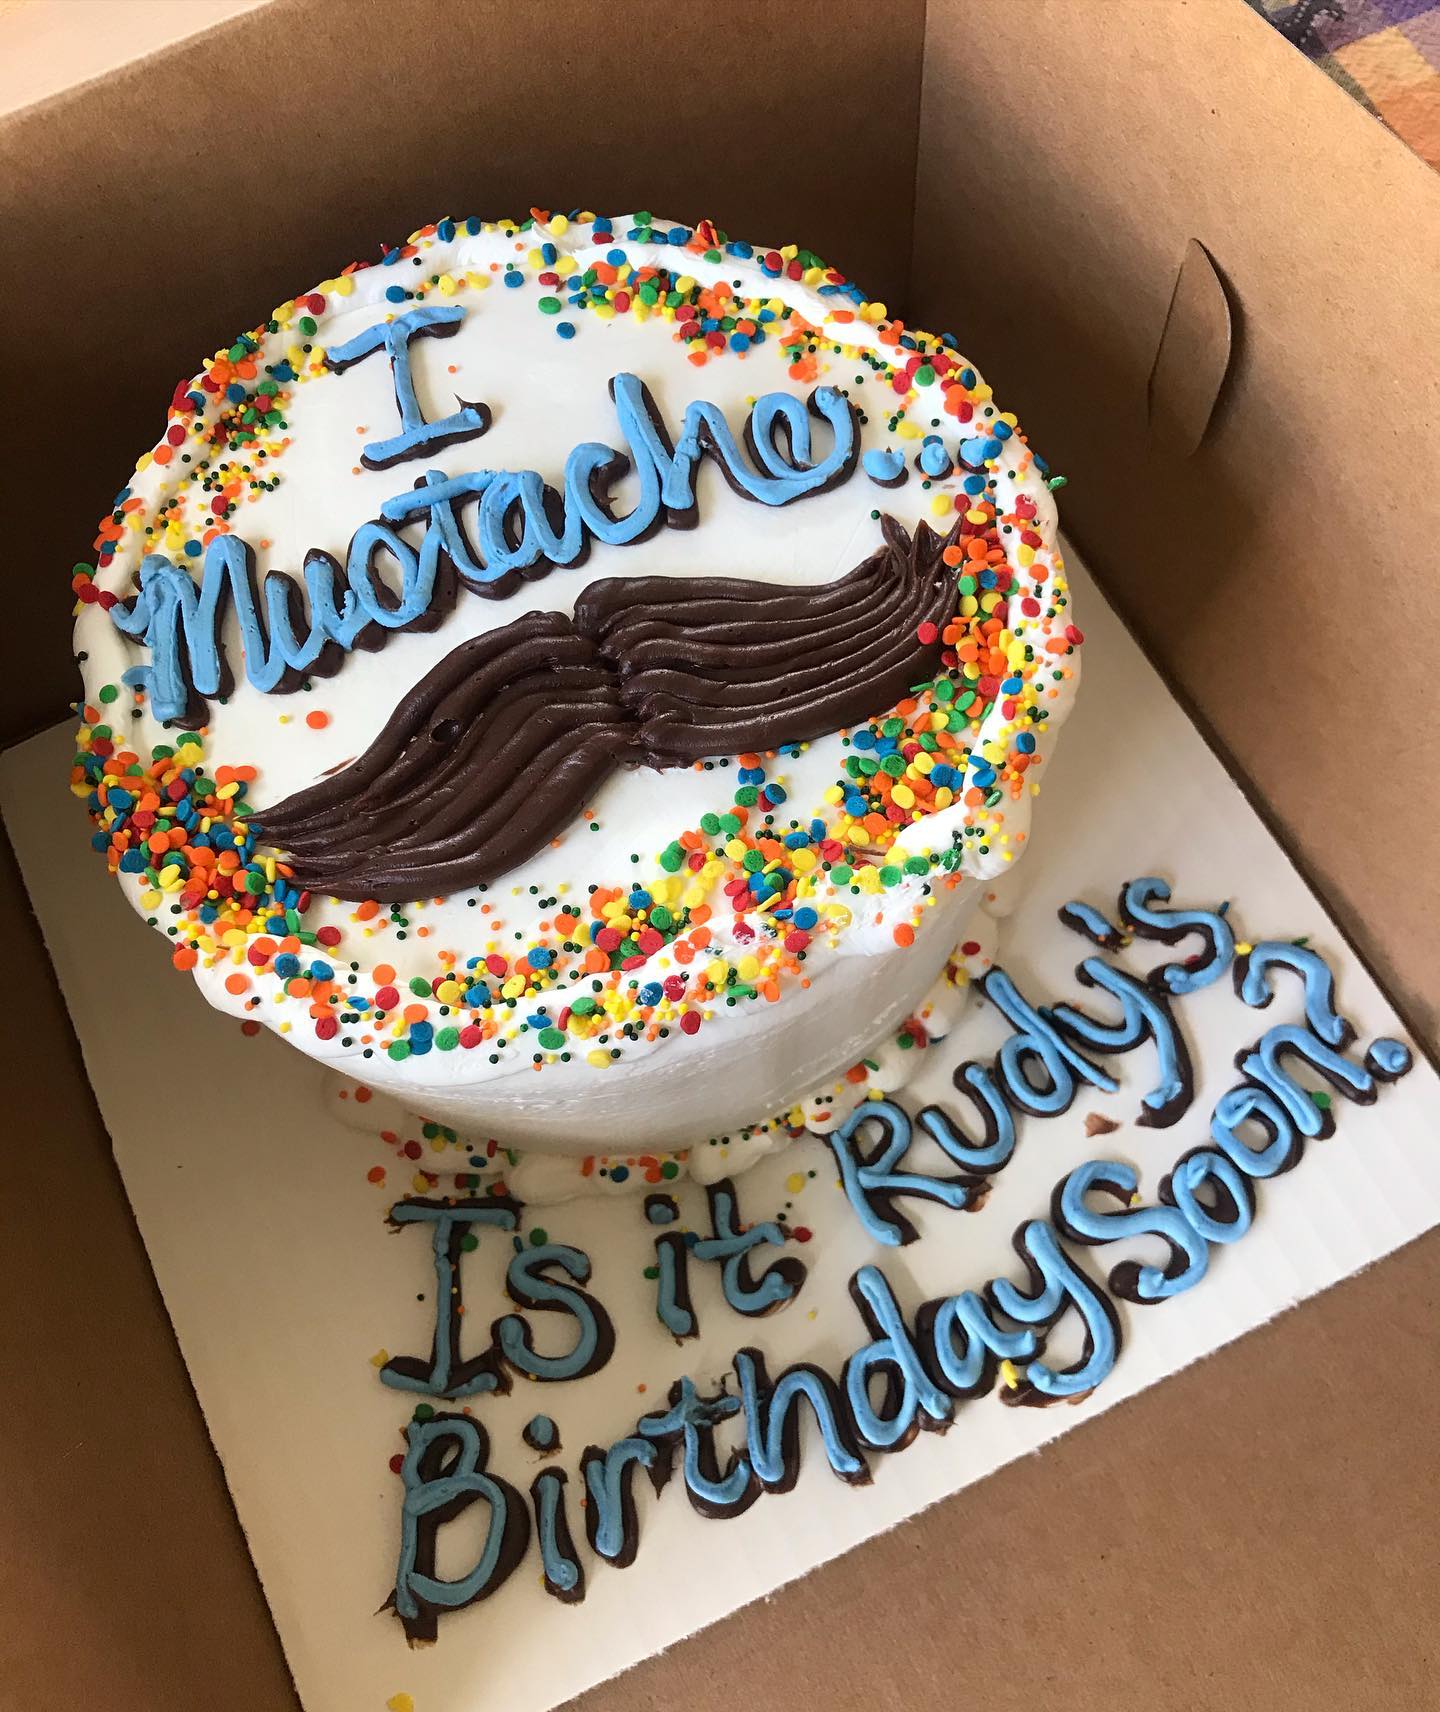 I
Mustache...
Is it Rudy's
Birthday Soon?